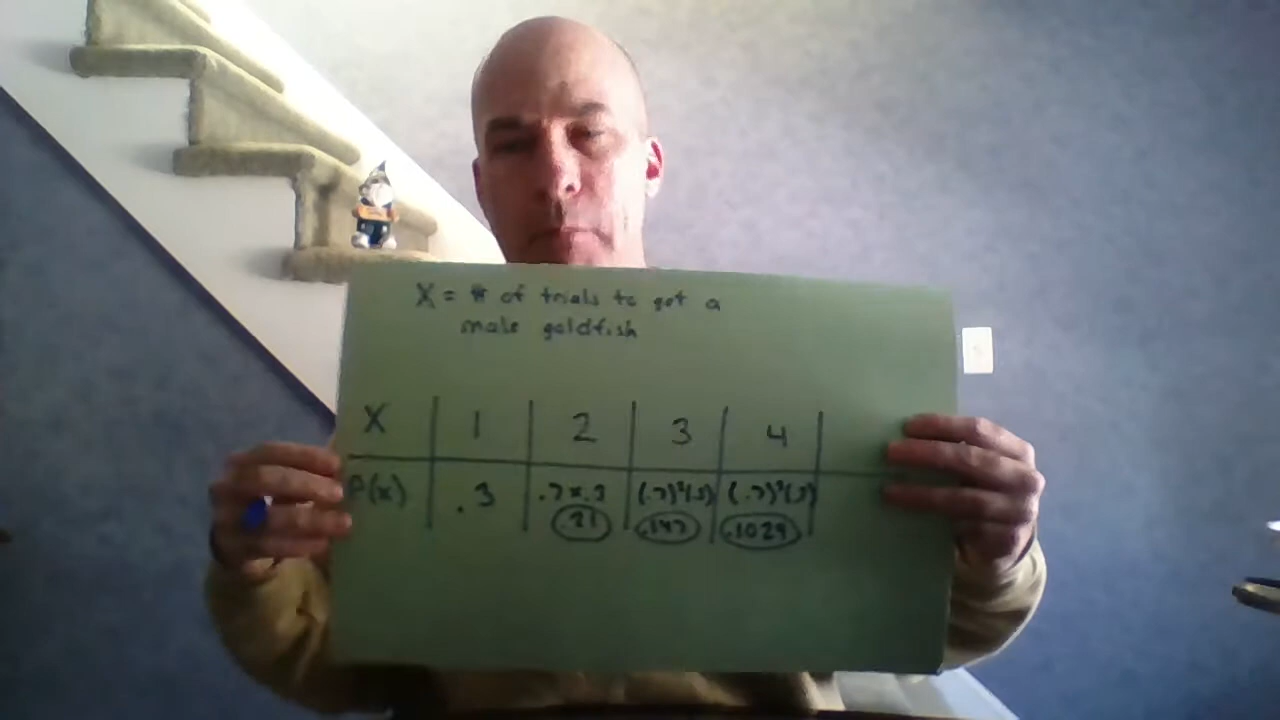 X = # of trials to get a
male goldfish
X 1 2 3 4
P(x) .3 .7 x .3 (.7)²(.3) (.7)³(.3)
.21 .147 .1029